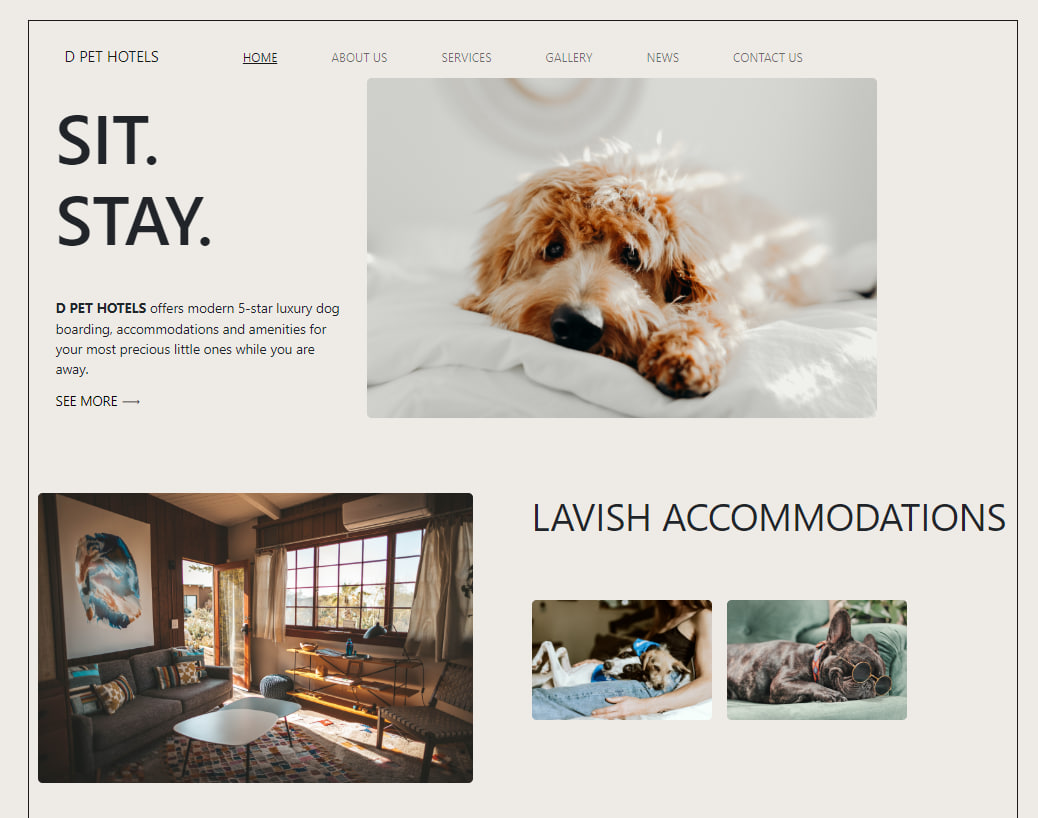 D PET HOTELS HOME ABOUT US SERVICES GALLERY NEWS CONTACT US
SIT.
STAY.
D PET HOTELS offers modern 5-star luxury dog
boarding, accommodations and amenities for
your most precious little ones while you are
away.
SEE MORE ⟶
LAVISH ACCOMMODATIONS